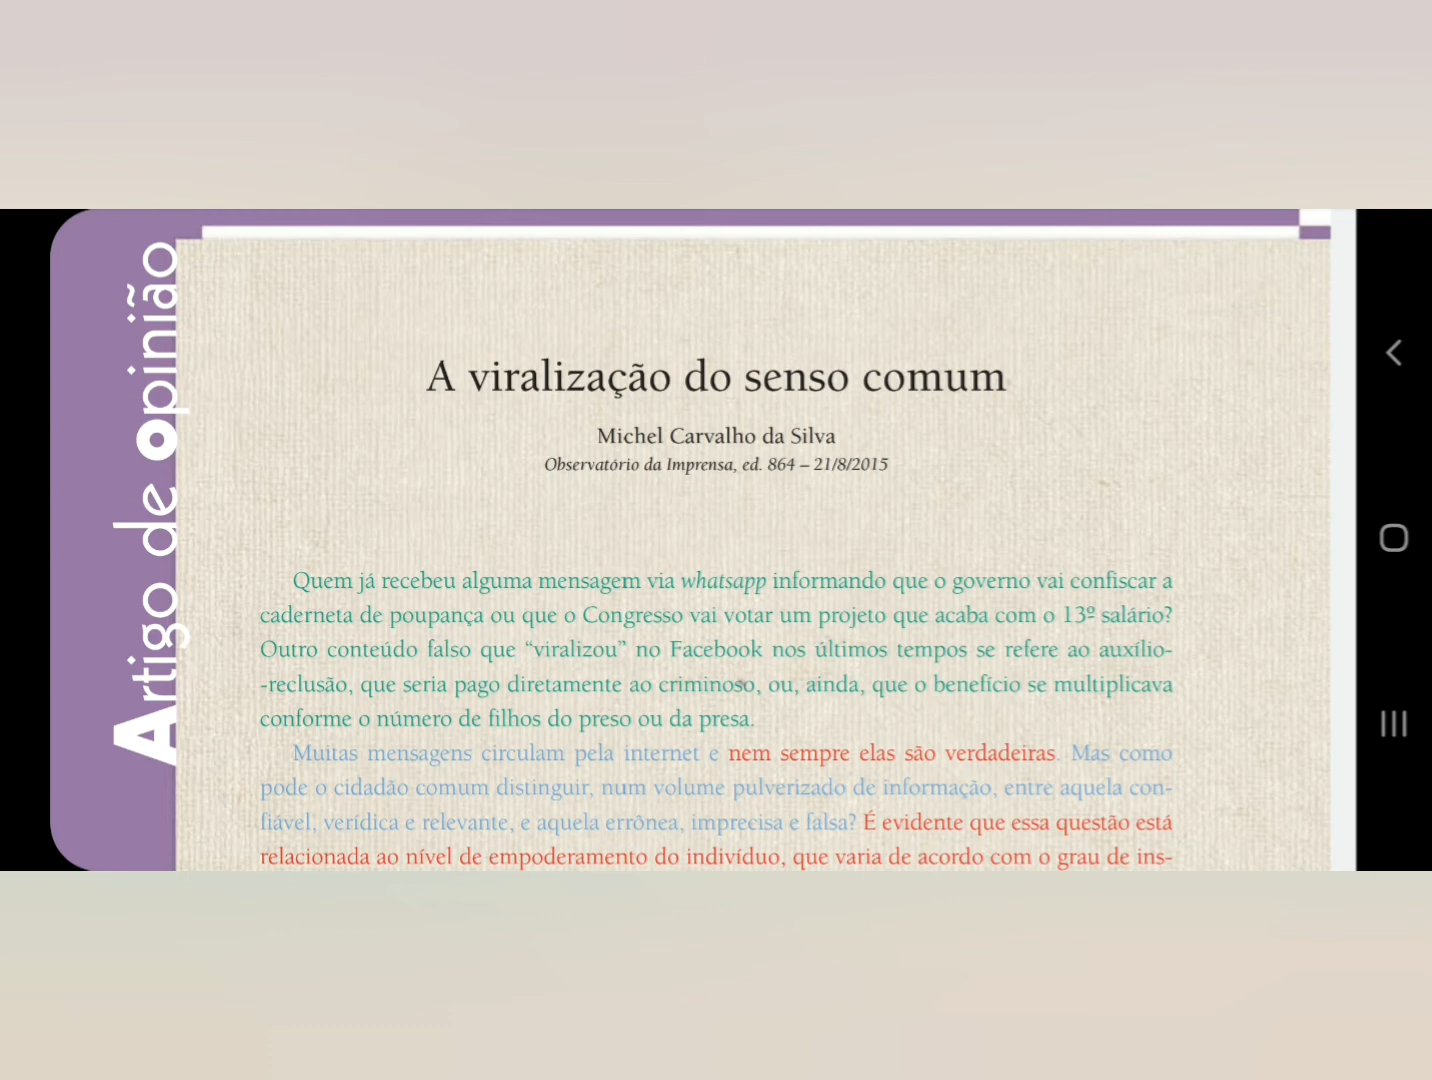 Artigo de opinião
A viralização do senso comum
Michel Carvalho da Silva
Observatório da Imprensa, ed. 864 – 21/8/2015
Quem já recebeu alguma mensagem via whatsapp informando que o governo vai confiscar a
caderneta de poupança ou que o Congresso vai votar um projeto que acaba com o 13º salário?
Outro conteúdo falso que “viralizou” no Facebook nos últimos tempos se refere ao auxílio-
-reclusão, que seria pago diretamente ao criminoso, ou, ainda, que o benefício se multiplicava
conforme o número de filhos do preso ou da presa.
Muitas mensagens circulam pela internet e nem sempre elas são verdadeiras. Mas como
pode o cidadão comum distinguir, num volume pulverizado de informação, entre aquela con-
fiável, verídica e relevante, e aquela errônea, imprecisa e falsa? É evidente que essa questão está
relacionada ao nível de empoderamento do indivíduo, que varia de acordo com o grau de ins-